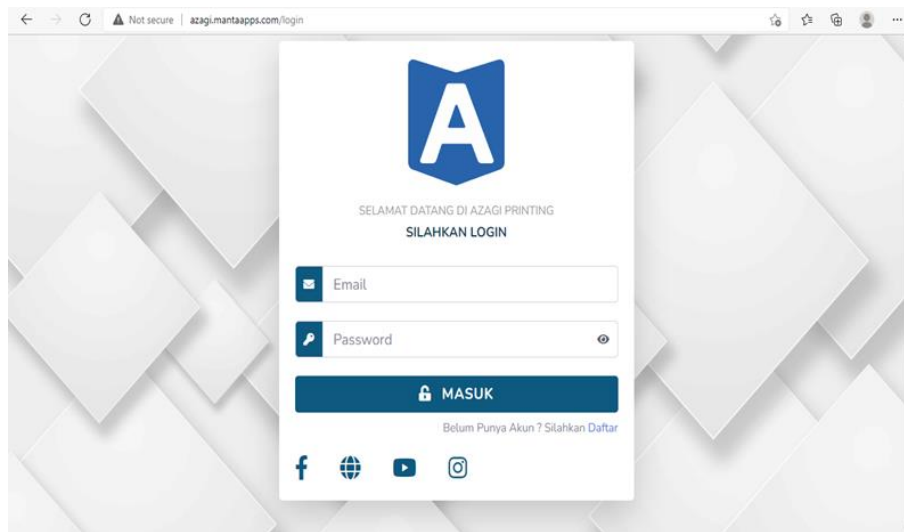 Not secure | azagi.mantaapps.com/login
A
SELAMAT DATANG DI AZAGI PRINTING
SILAHKAN LOGIN
Email
Password
MASUK
Belum Punya Akun ? Silahkan Daftar